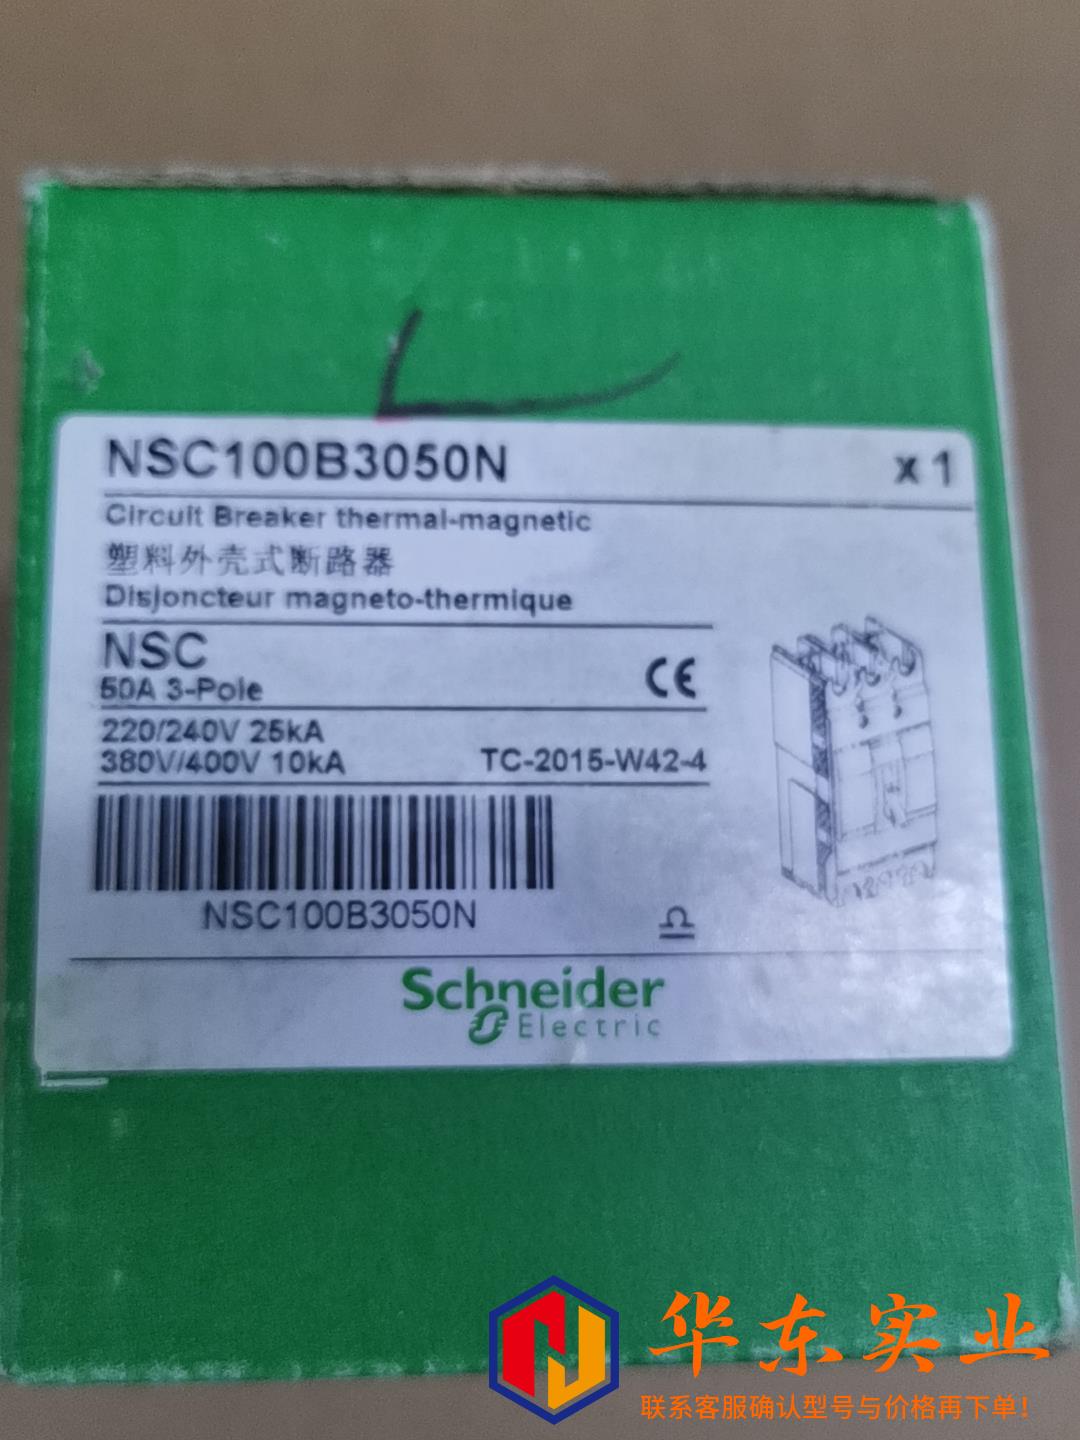 NSC100B3050N x 1
Circuit Breaker thermal-magnetic
塑料外壳式断路器
Disjoncteur magneto-thermique
NSC
50A 3-Pole
CE
220/240V 25kA
380V/400V 10kA TC-2015-W42-4
NSC100B3050N
Schneider
Electric
华东实业
联系客服确认型号与价格再下单!